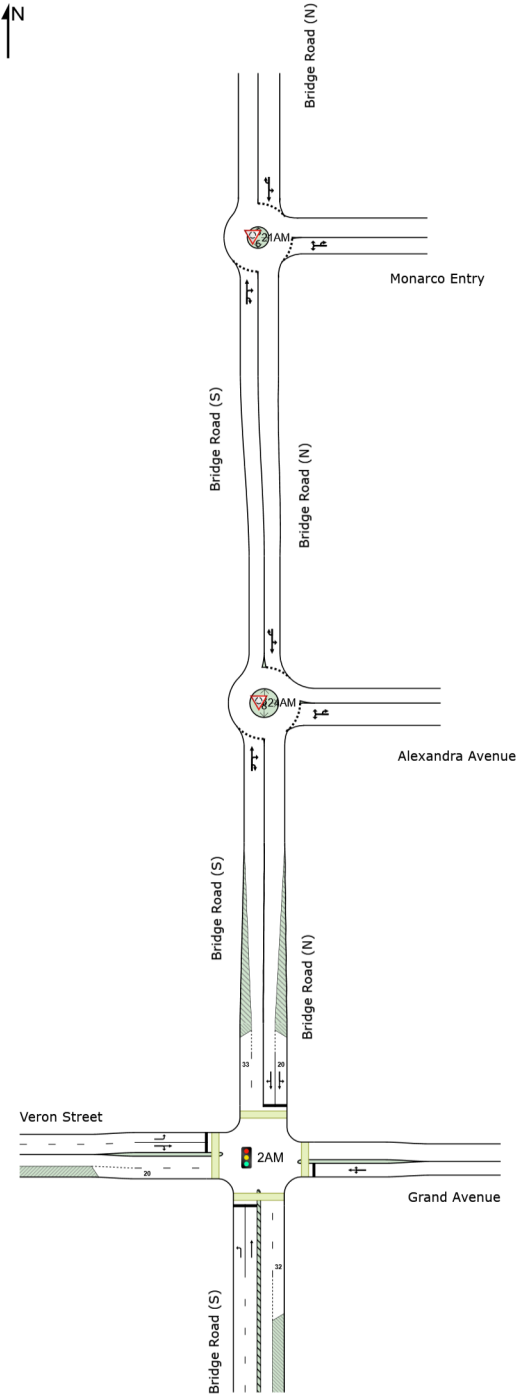 N
Bridge Road (N)
21AM
Monarco Entry
Bridge Road (S)
Bridge Road (N)
24AM
Alexandra Avenue
Bridge Road (S)
Bridge Road (N)
33
20
Veron Street
2AM
20
Grand Avenue
32
Bridge Road (S)